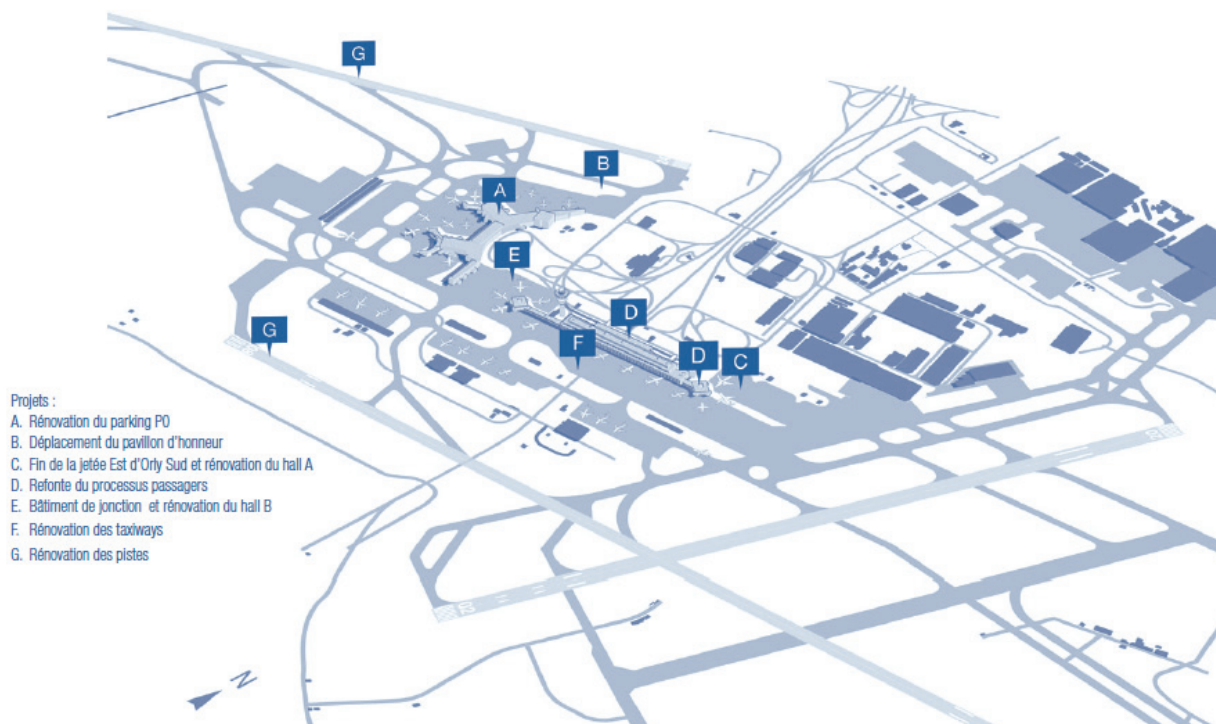 G
B
A
E
D
G
F
D
C
Projets :
A. Rénovation du parking P0
B. Déplacement du pavillon d'honneur
C. Fin de la jetée Est d'Orly Sud et rénovation du hall A
D. Refonte du processus passagers
E. Bâtiment de jonction et rénovation du hall B
F. Rénovation des taxiways
G. Rénovation des pistes
02
N